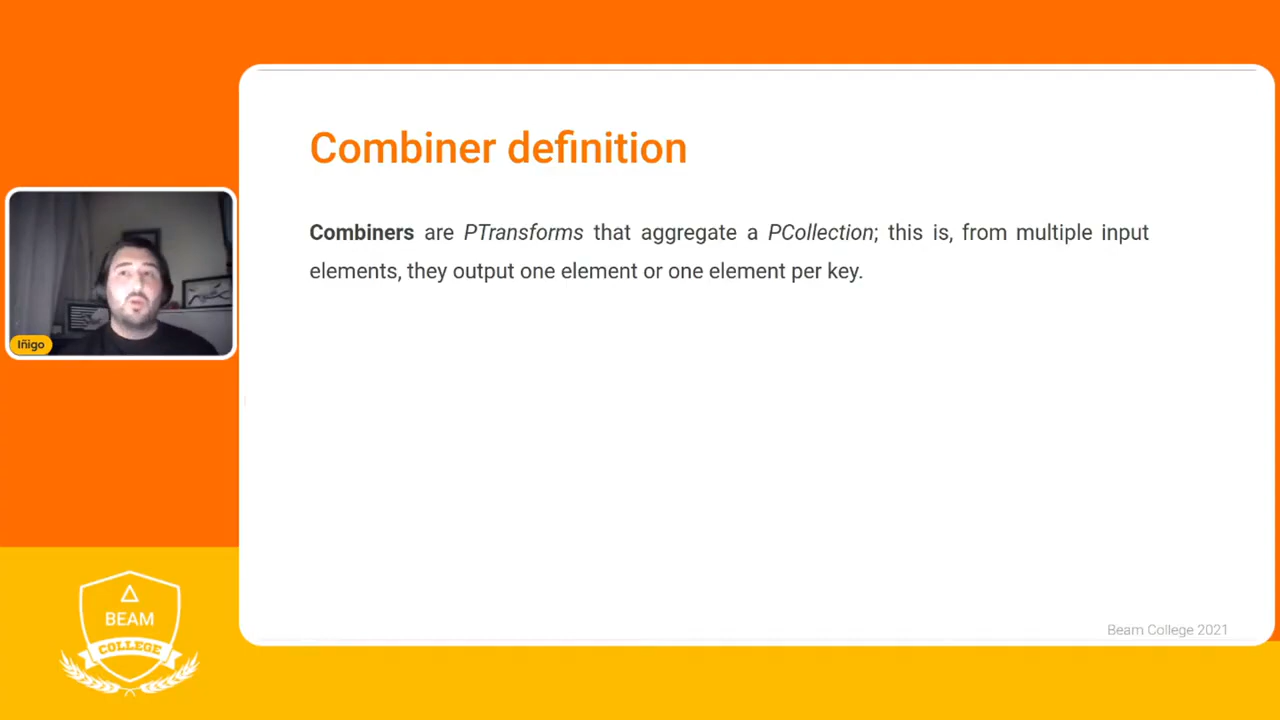 Combiner definition
Combiners are PTransforms that aggregate a PCollection; this is, from multiple input
elements, they output one element or one element per key.
Iñigo
BEAM
COLLEGE
Beam College 2021